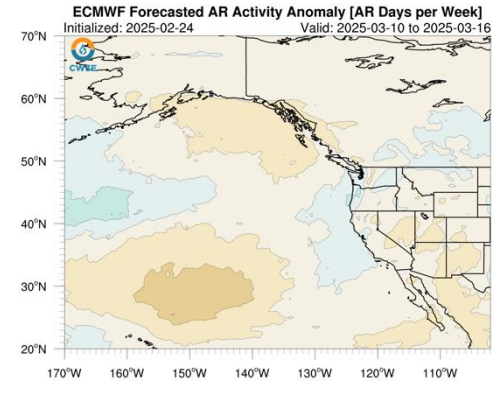 ECMWF Forecasted AR Activity Anomaly [AR Days per Week]
Initialized: 2025-02-24 Valid: 2025-03-10 to 2025-03-16
70°N
CW3E
60°N
50°N
40°N
30°N
20°N
170°W 160°W 150°W 140°W 130°W 120°W 110°W